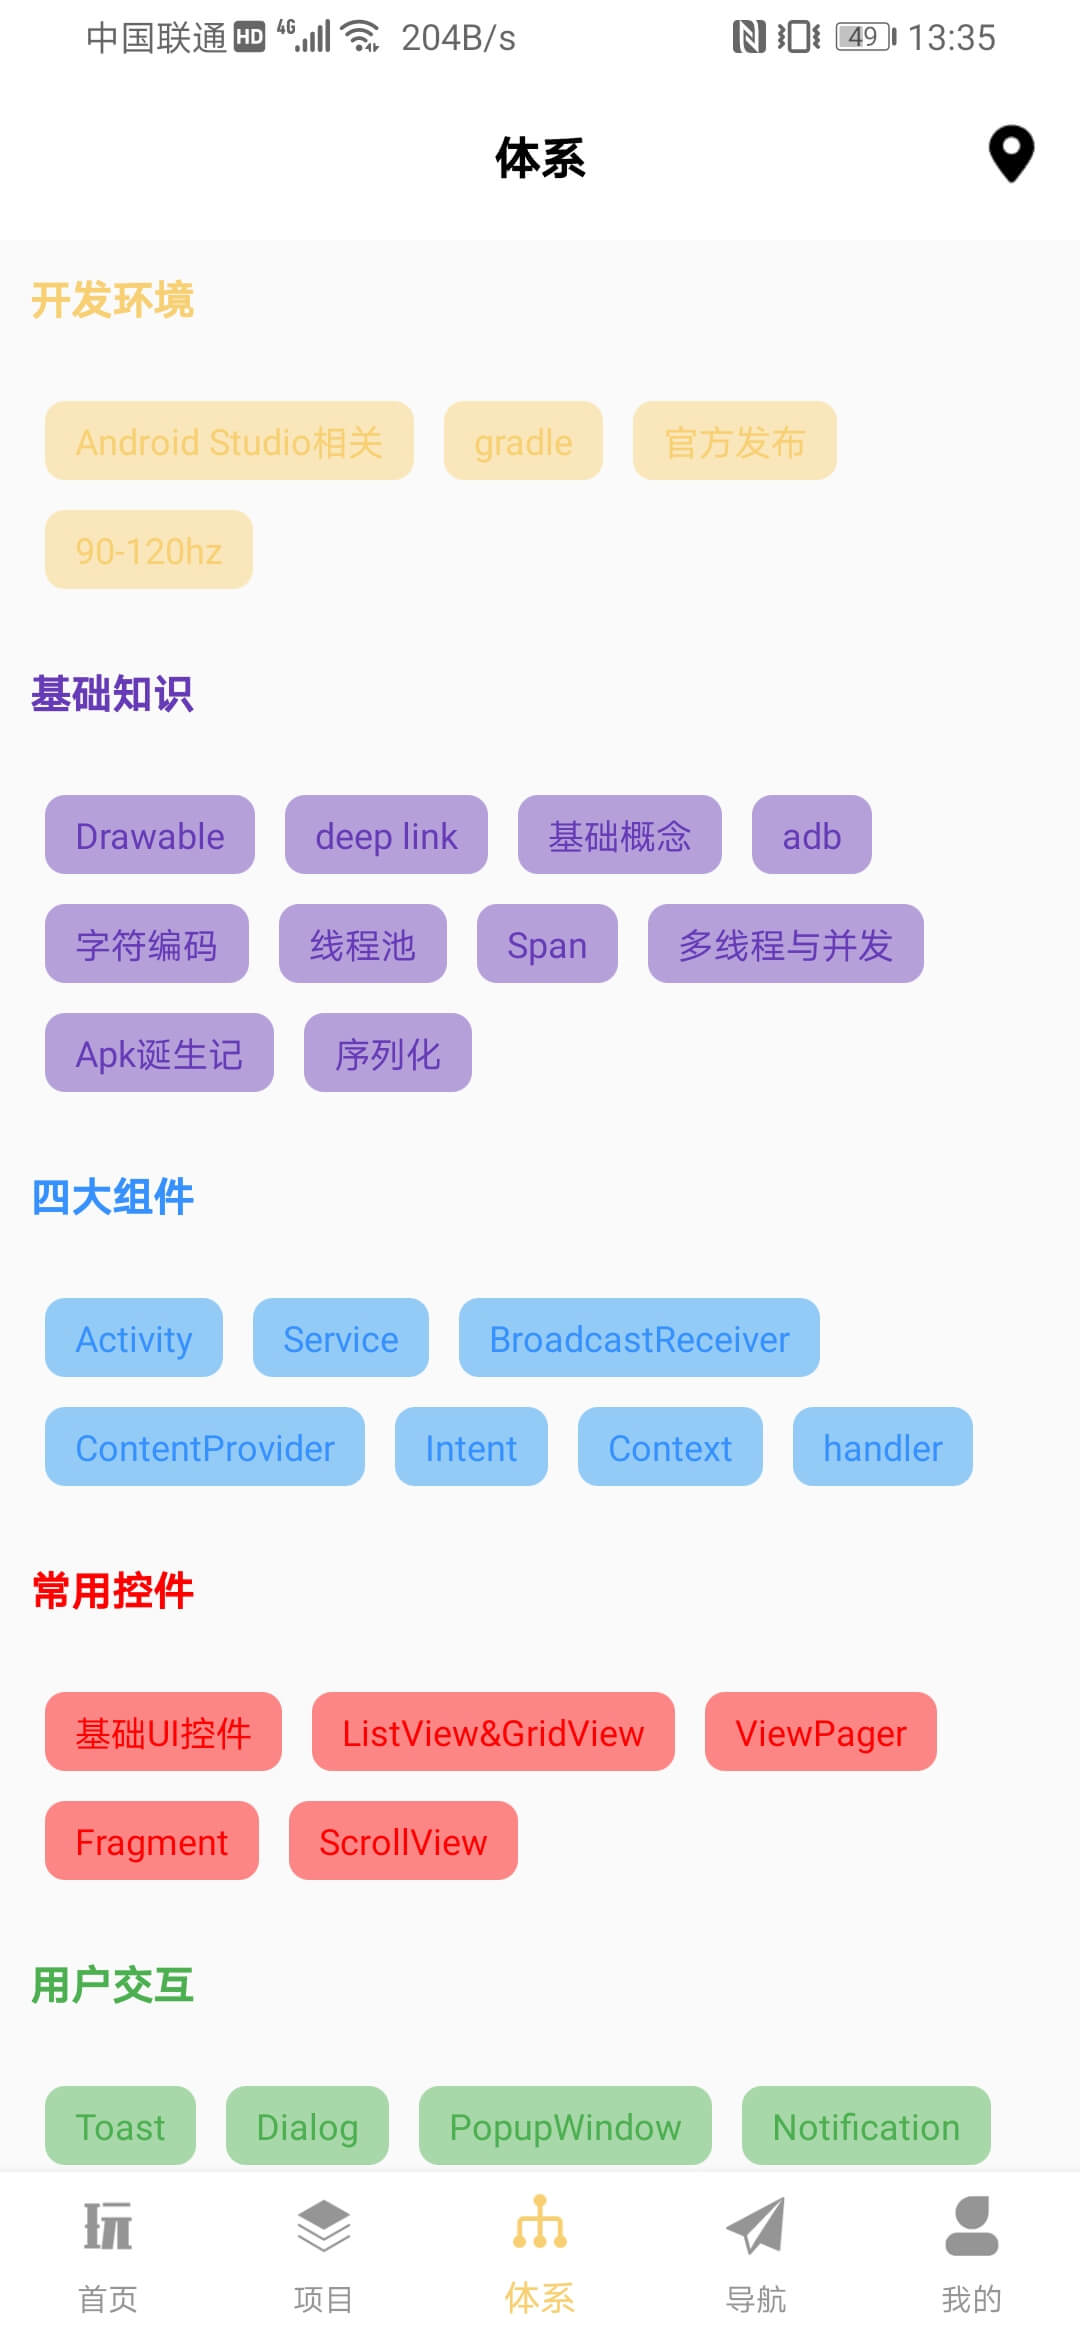 中国联通 HD 4G 204B/s 49 13:35
体系
开发环境
Android Studio相关 gradle 官方发布
90-120hz
基础知识
Drawable deep link 基础概念 adb
字符编码 线程池 Span 多线程与并发
Apk诞生记 序列化
四大组件
Activity Service BroadcastReceiver
ContentProvider Intent Context handler
常用控件
基础UI控件 ListView&GridView ViewPager
Fragment ScrollView
用户交互
Toast Dialog PopupWindow Notification
玩
首页 项目 体系 导航 我的